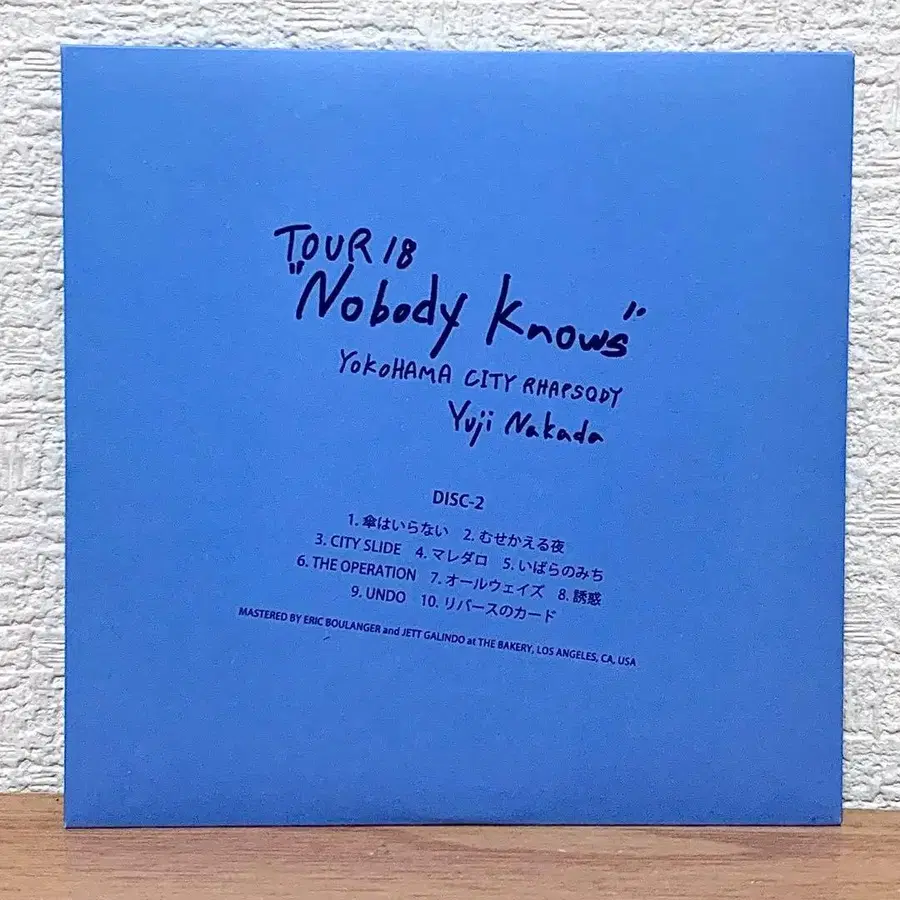 TOUR 18
"Nobody Knows"
YOKOHAMA CITY RHAPSODY
Yuji Nakada
DISC-2
1. 傘はいらない 2. むせかえる夜
3. CITY SLIDE 4. マレダロ 5. いばらのみち
6. THE OPERATION 7. オールウェイズ 8. 誘惑
9. UNDO 10. リバースのカード
MASTERED BY ERIC BOULANGER and JETT GALINDO at THE BAKERY, LOS ANGELES, CA, USA